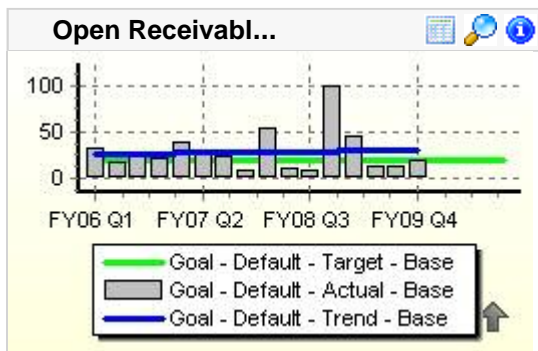 Open Receivabl...
100
50
0
FY06 Q1 FY07 Q2 FY08 Q3 FY09 Q4
Goal - Default - Target - Base
Goal - Default - Actual - Base
Goal - Default - Trend - Base